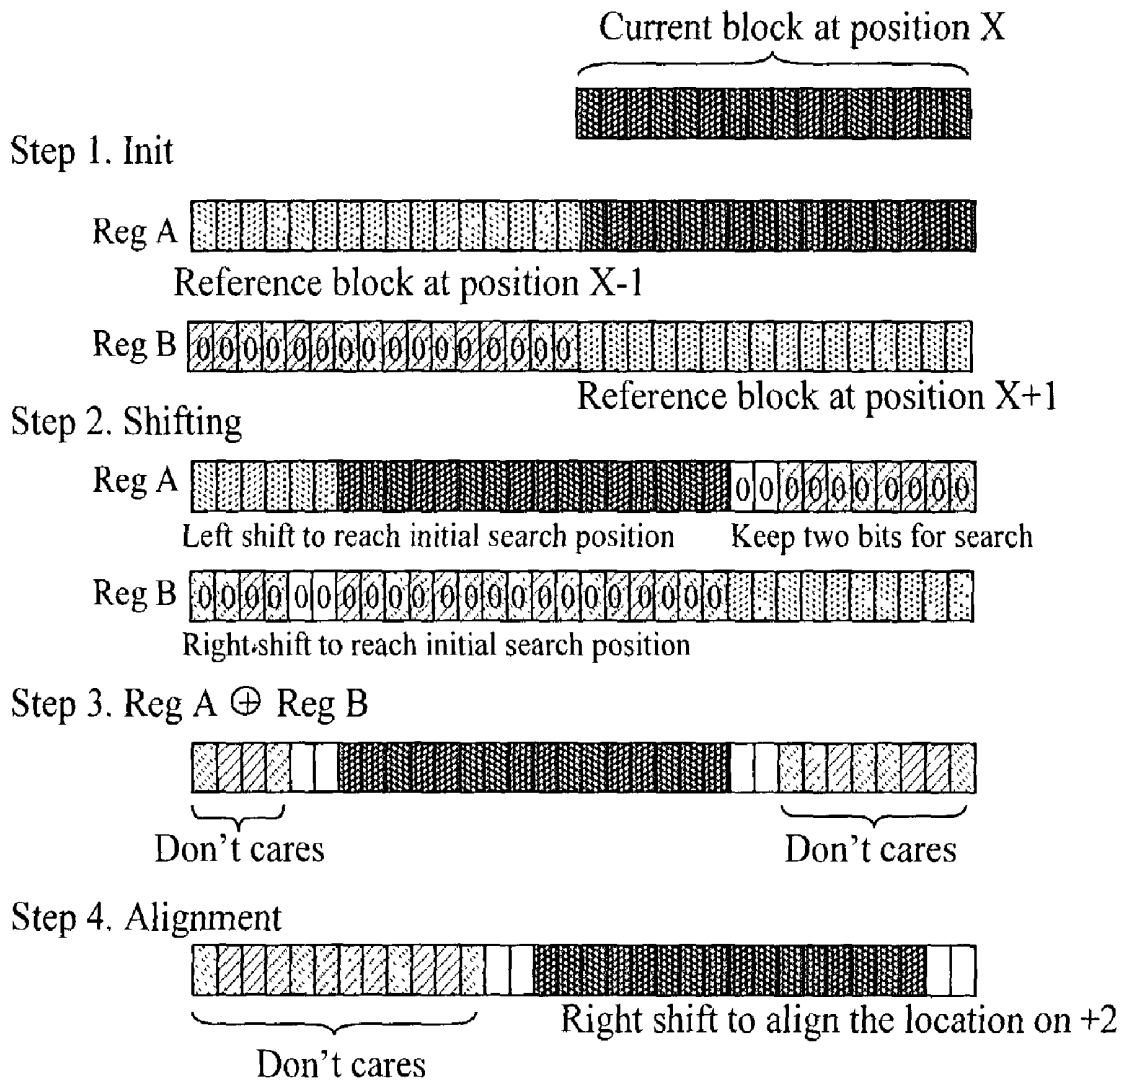 Current block at position X
Step 1. Init
Reg A
Reference block at position X-1
Reg B 0 0 0 0 0 0 0 0 0 0 0 0 0 0 0 0
Reference block at position X+1
Step 2. Shifting
Reg A 0 0 0 0 0 0 0 0 0 0
Left shift to reach initial search position Keep two bits for search
Reg B 0 0 0 0 0 0 0 0 0 0 0 0 0 0 0 0 0 0 0 0 0 0
Right shift to reach initial search position
Step 3. Reg A ⊕ Reg B
Don't cares Don't cares
Step 4. Alignment
Right shift to align the location on +2
Don't cares